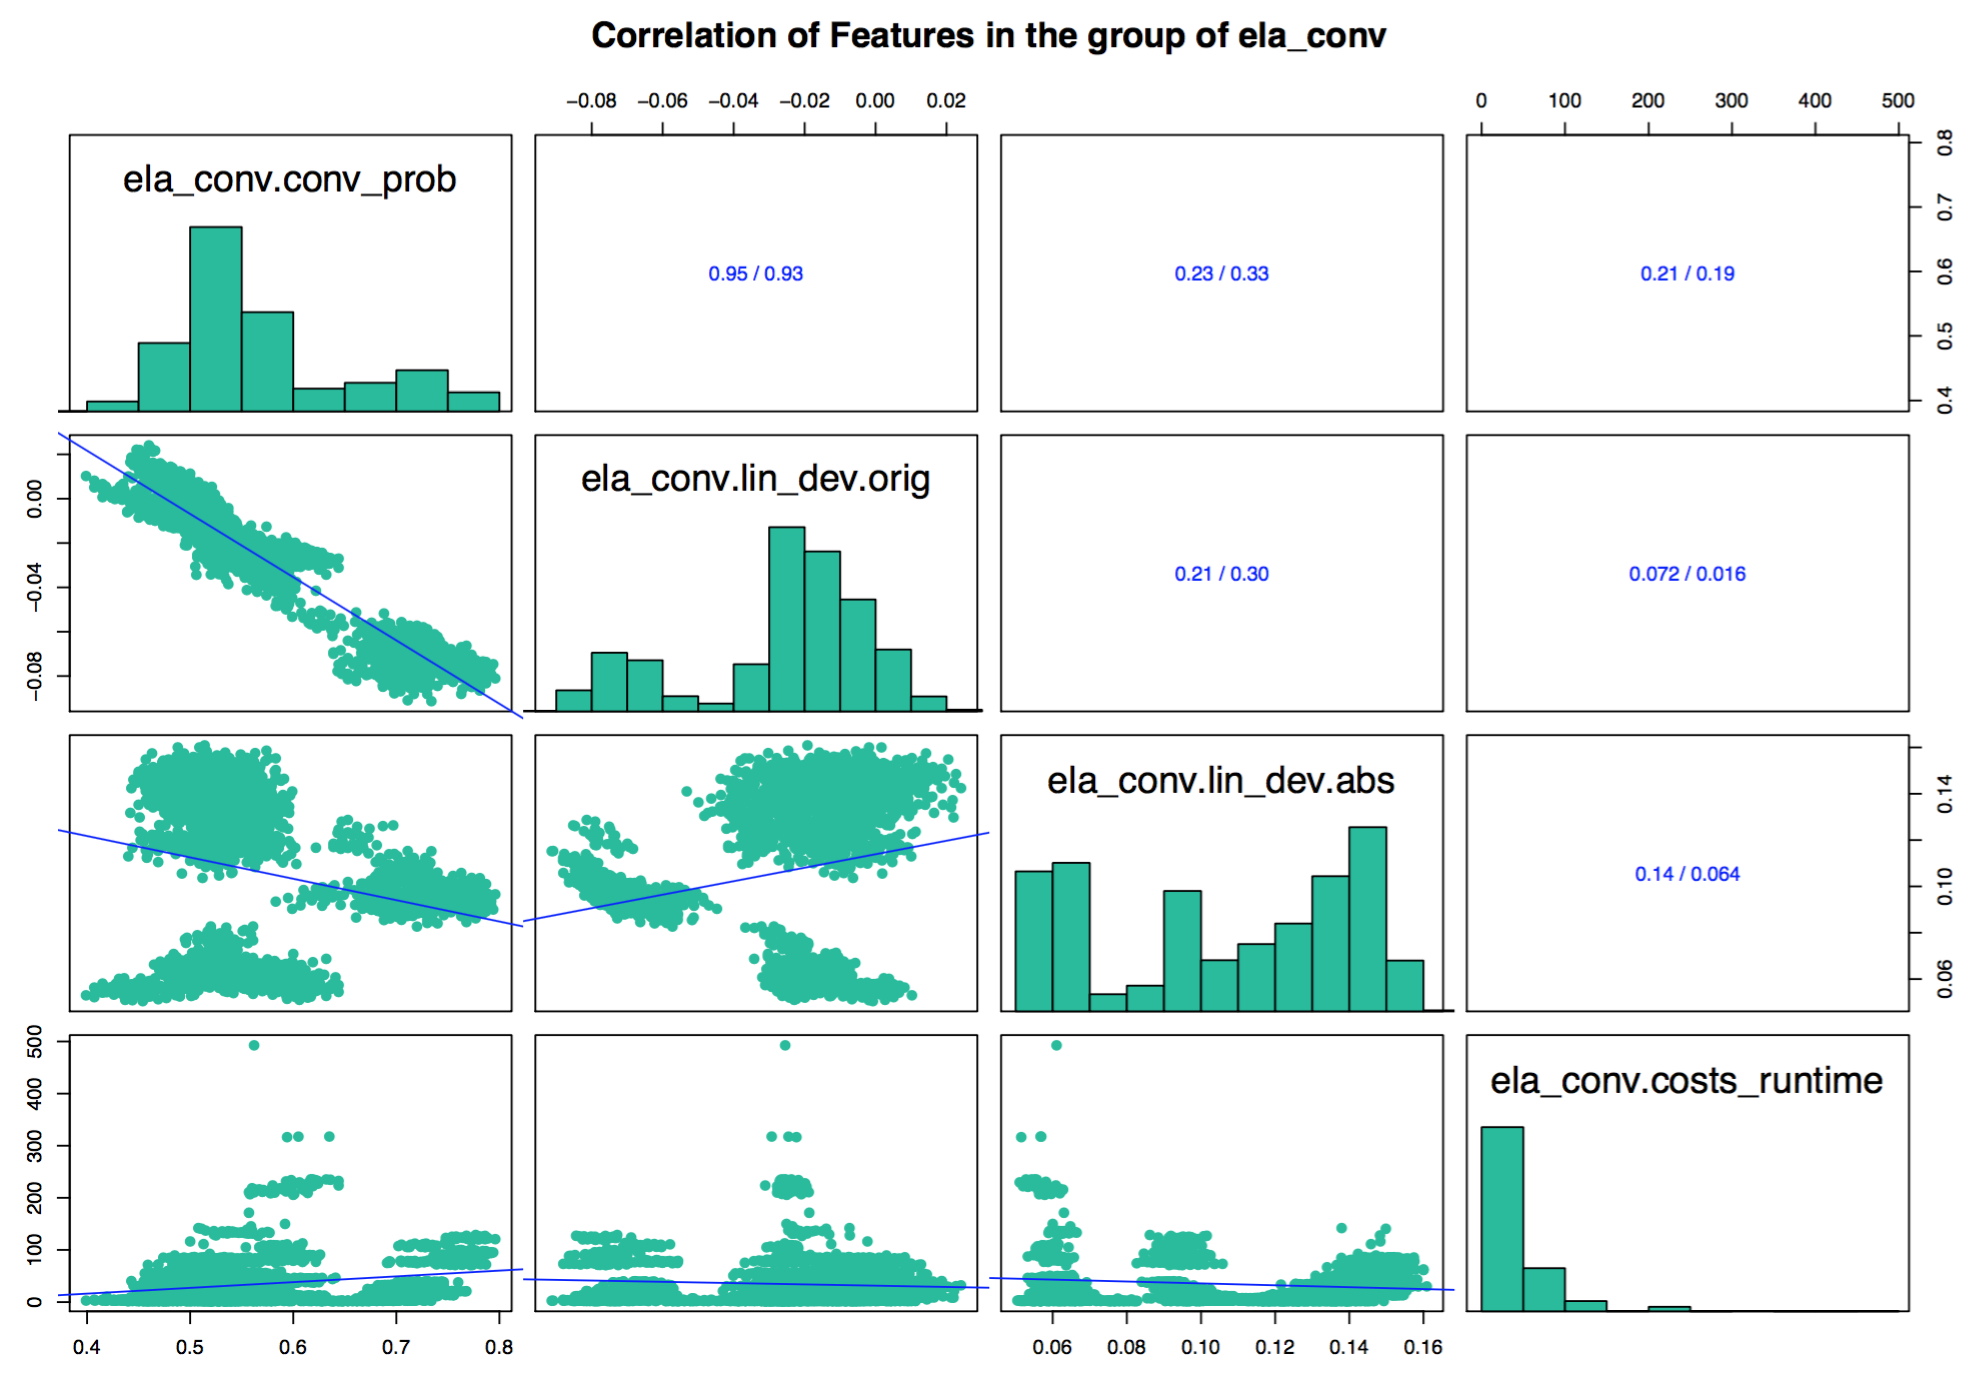 Correlation of Features in the group of ela_conv
−0.08 −0.06 −0.04 −0.02 0.00 0.02
0 100 200 300 400 500
ela_conv.conv_prob
0.95 / 0.93
0.23 / 0.33
0.21 / 0.19
0.4 0.5 0.6 0.7 0.8
−0.08 −0.04 0.00
ela_conv.lin_dev.orig
0.21 / 0.30
0.072 / 0.016
ela_conv.lin_dev.abs
0.14 / 0.064
0.06 0.10 0.14
0 100 200 300 400 500
ela_conv.costs_runtime
0.4 0.5 0.6 0.7 0.8
0.06 0.08 0.10 0.12 0.14 0.16